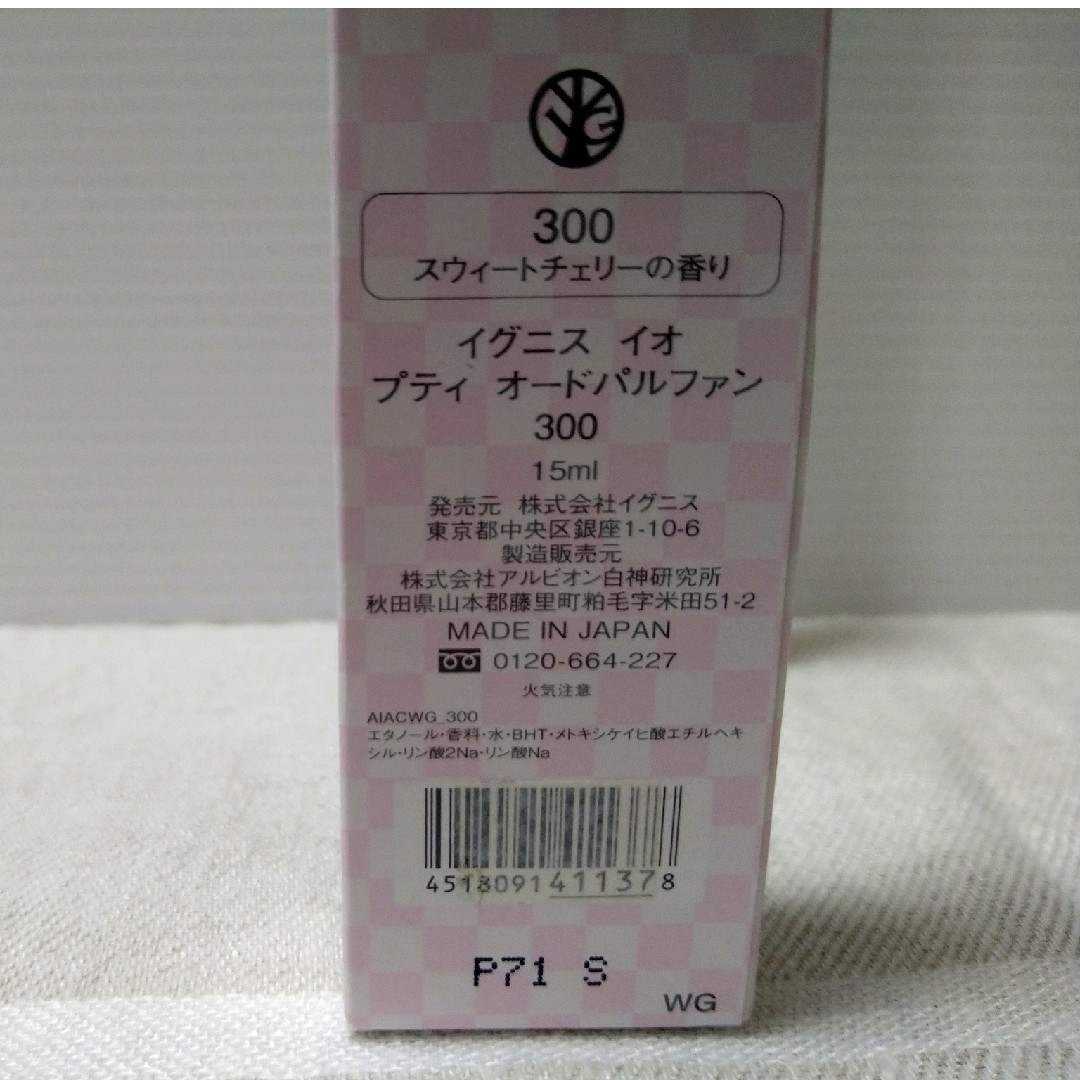 300
スウィートチェリーの香り
イグニス イオ
プティ オードパルファン
300
15ml
発売元 株式会社イグニス
東京都中央区銀座1-10-6
製造販売元
株式会社アルビオン白神研究所
秋田県山本郡藤里町粕毛字米田51-2
MADE IN JAPAN
0120-664-227
火気注意
AIACWG_300
エタノール・香料・水・BHT・メトキシケイヒ酸エチルヘキ
シル・リン酸2Na・リン酸Na
4518091411378
P71 S
WG